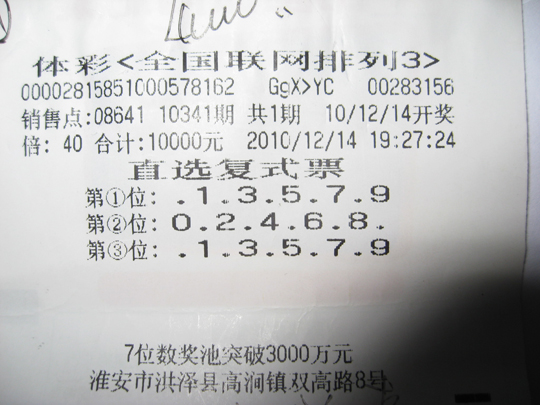 体彩<全国联网排列3>
00002815851000578162 GgX>YC 00283156
销售点:08641 10341期 共1期 10/12/14开奖
倍: 40 合计:10000元 2010/12/14 19:27:24
直选复式票
第①位: .1.3.5.7.9
第②位: 0.2.4.6.8.
第③位: .1.3.5.7.9
7位数奖池突破3000万元
淮安市洪泽县高涧镇双高路8号